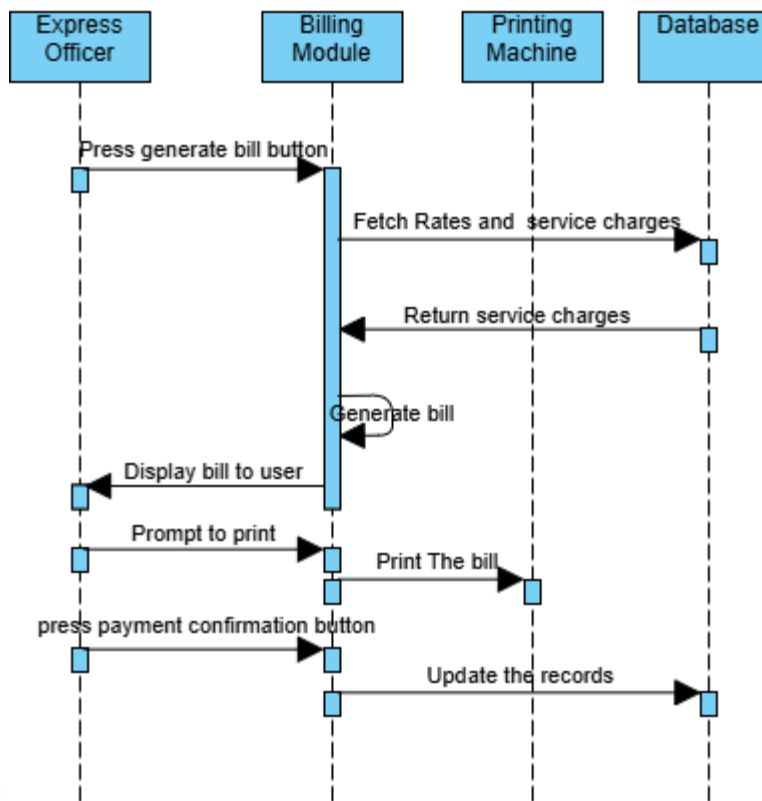 Express
Officer
Billing
Module
Printing
Machine
Database
Press generate bill button
Fetch Rates and  service charges
Return service charges
Generate bill
Display bill to user
Prompt to print
Print The bill
press payment confirmation button
Update the records